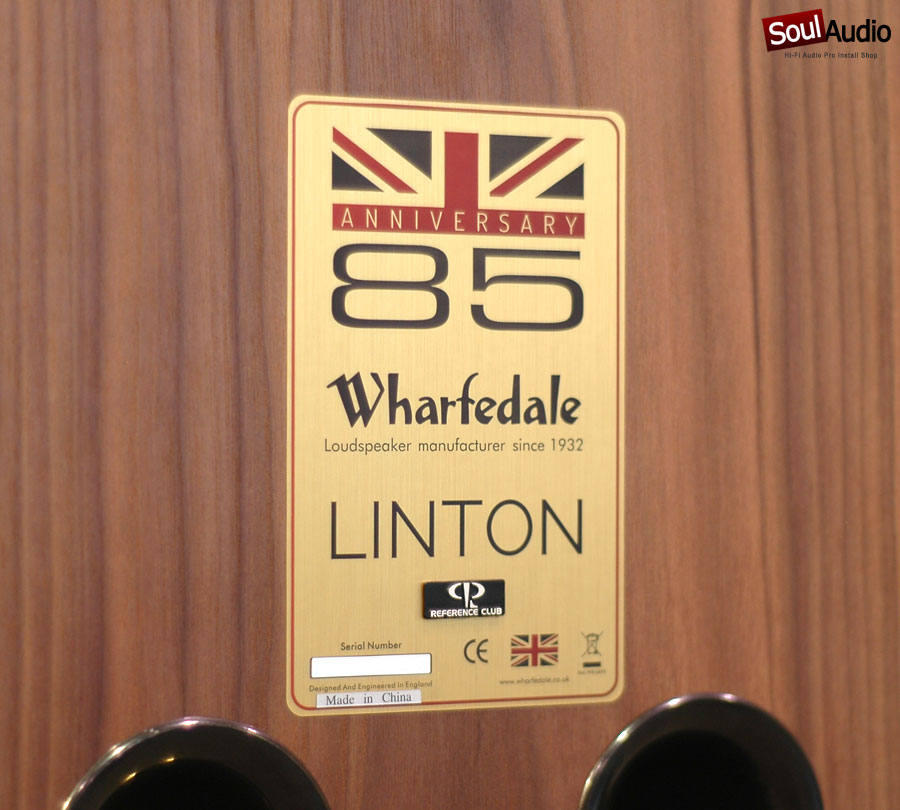 Soul Audio
Hi-Fi Audio Pro Install Shop
ANNIVERSARY
85
Wharfedale
Loudspeaker manufacturer since 1932
LINTON
REFERENCE CLUB
Serial Number
Designed And Engineered In England
Made in China
www.wharfedale.co.uk
CE